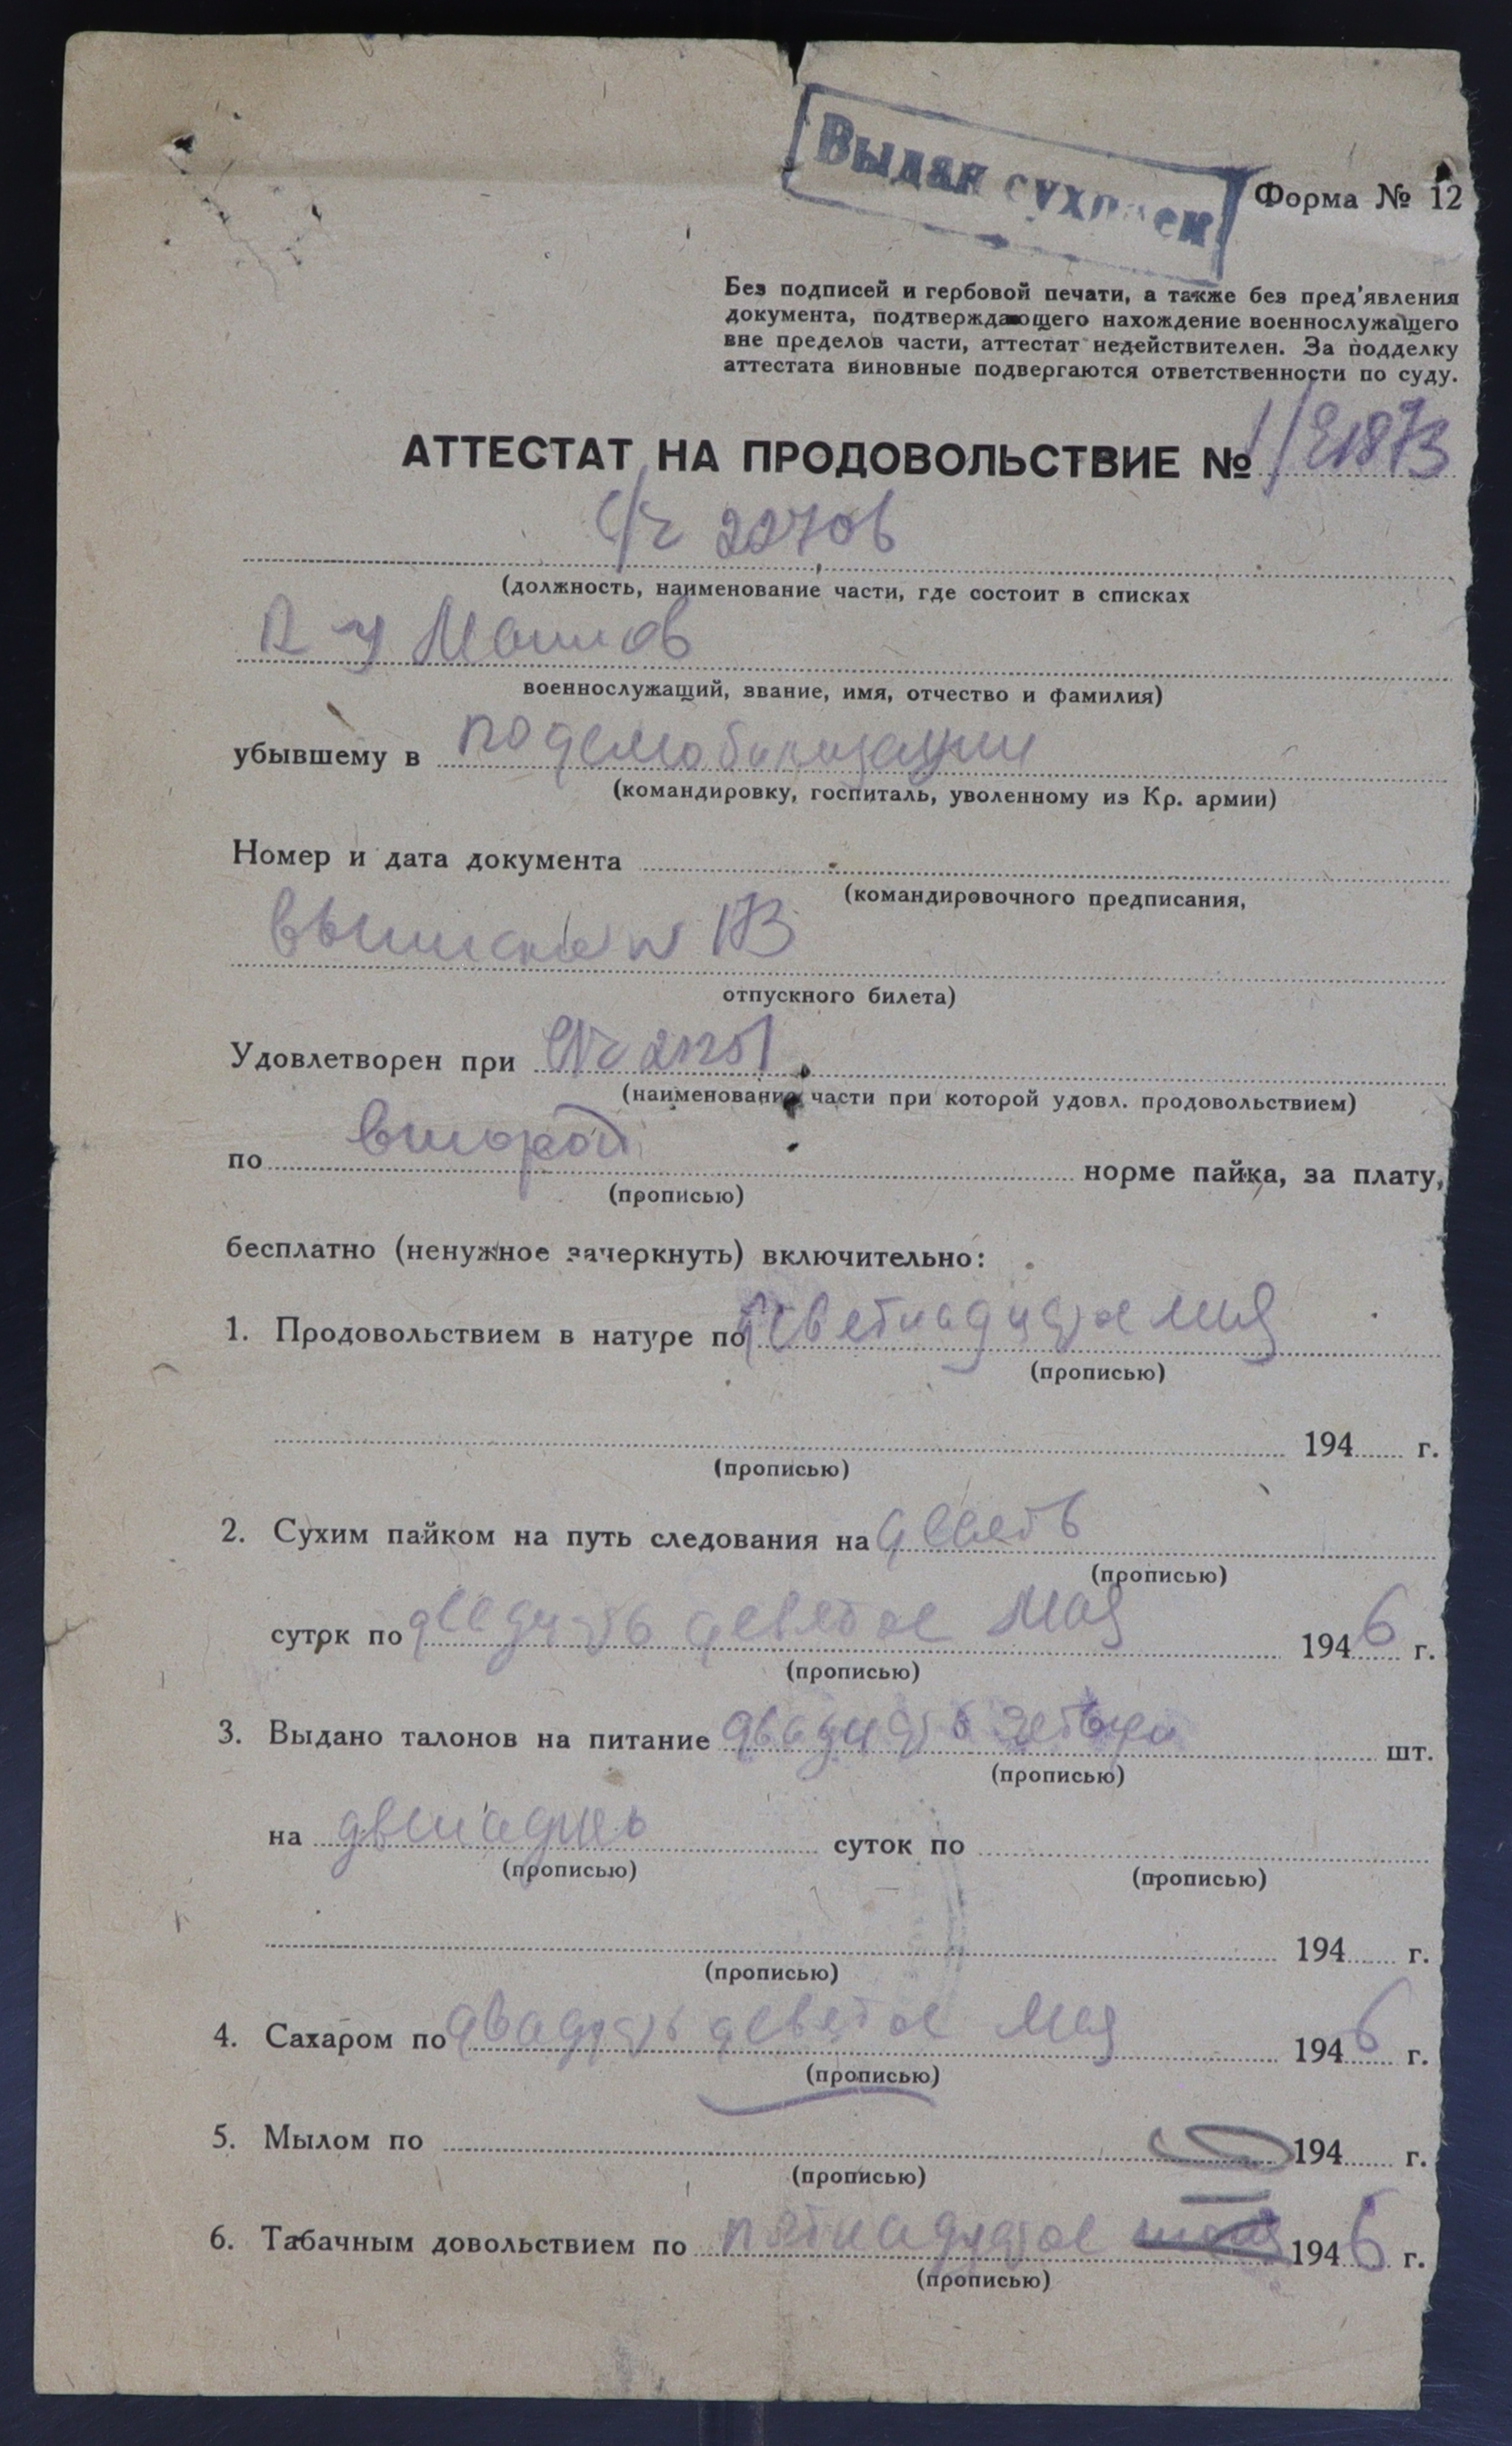 Выдан сухпаек
Форма № 12
Без подписей и гербовой печати, а также без пред'явления
документа, подтверждающего нахождение военнослужащего
вне пределов части, аттестат недействителен. За подделку
аттестата виновные подвергаются ответственности по суду.
АТТЕСТАТ НА ПРОДОВОЛЬСТВИЕ №
22706
(должность, наименование части, где состоит в списках
военнослужащий, звание, имя, отчество и фамилия)
убывшему в по демобилизации
(командировку, госпиталь, уволенному из Кр. армии)
Номер и дата документа
(командировочного предписания,
отпускного билета)
Удовлетворен при
(наименование части при которой удовл. продовольствием)
по второй норме пайка, за плату,
(прописью)
бесплатно (ненужное зачеркнуть) включительно:
1. Продовольствием в натуре по
(прописью)
194 г.
(прописью)
2. Сухим пайком на путь следования на девять
(прописью)
суток по двадцать девятое мая 1946 г.
(прописью)
3. Выдано талонов на питание двадцать четыре шт.
(прописью)
на суток по
(прописью) (прописью)
194 г.
(прописью)
4. Сахаром по двадцать девятое мая 1946 г.
(прописью)
5. Мылом по 194 г.
(прописью)
6. Табачным довольствием по пятнадцатое 1946 г.
(прописью)